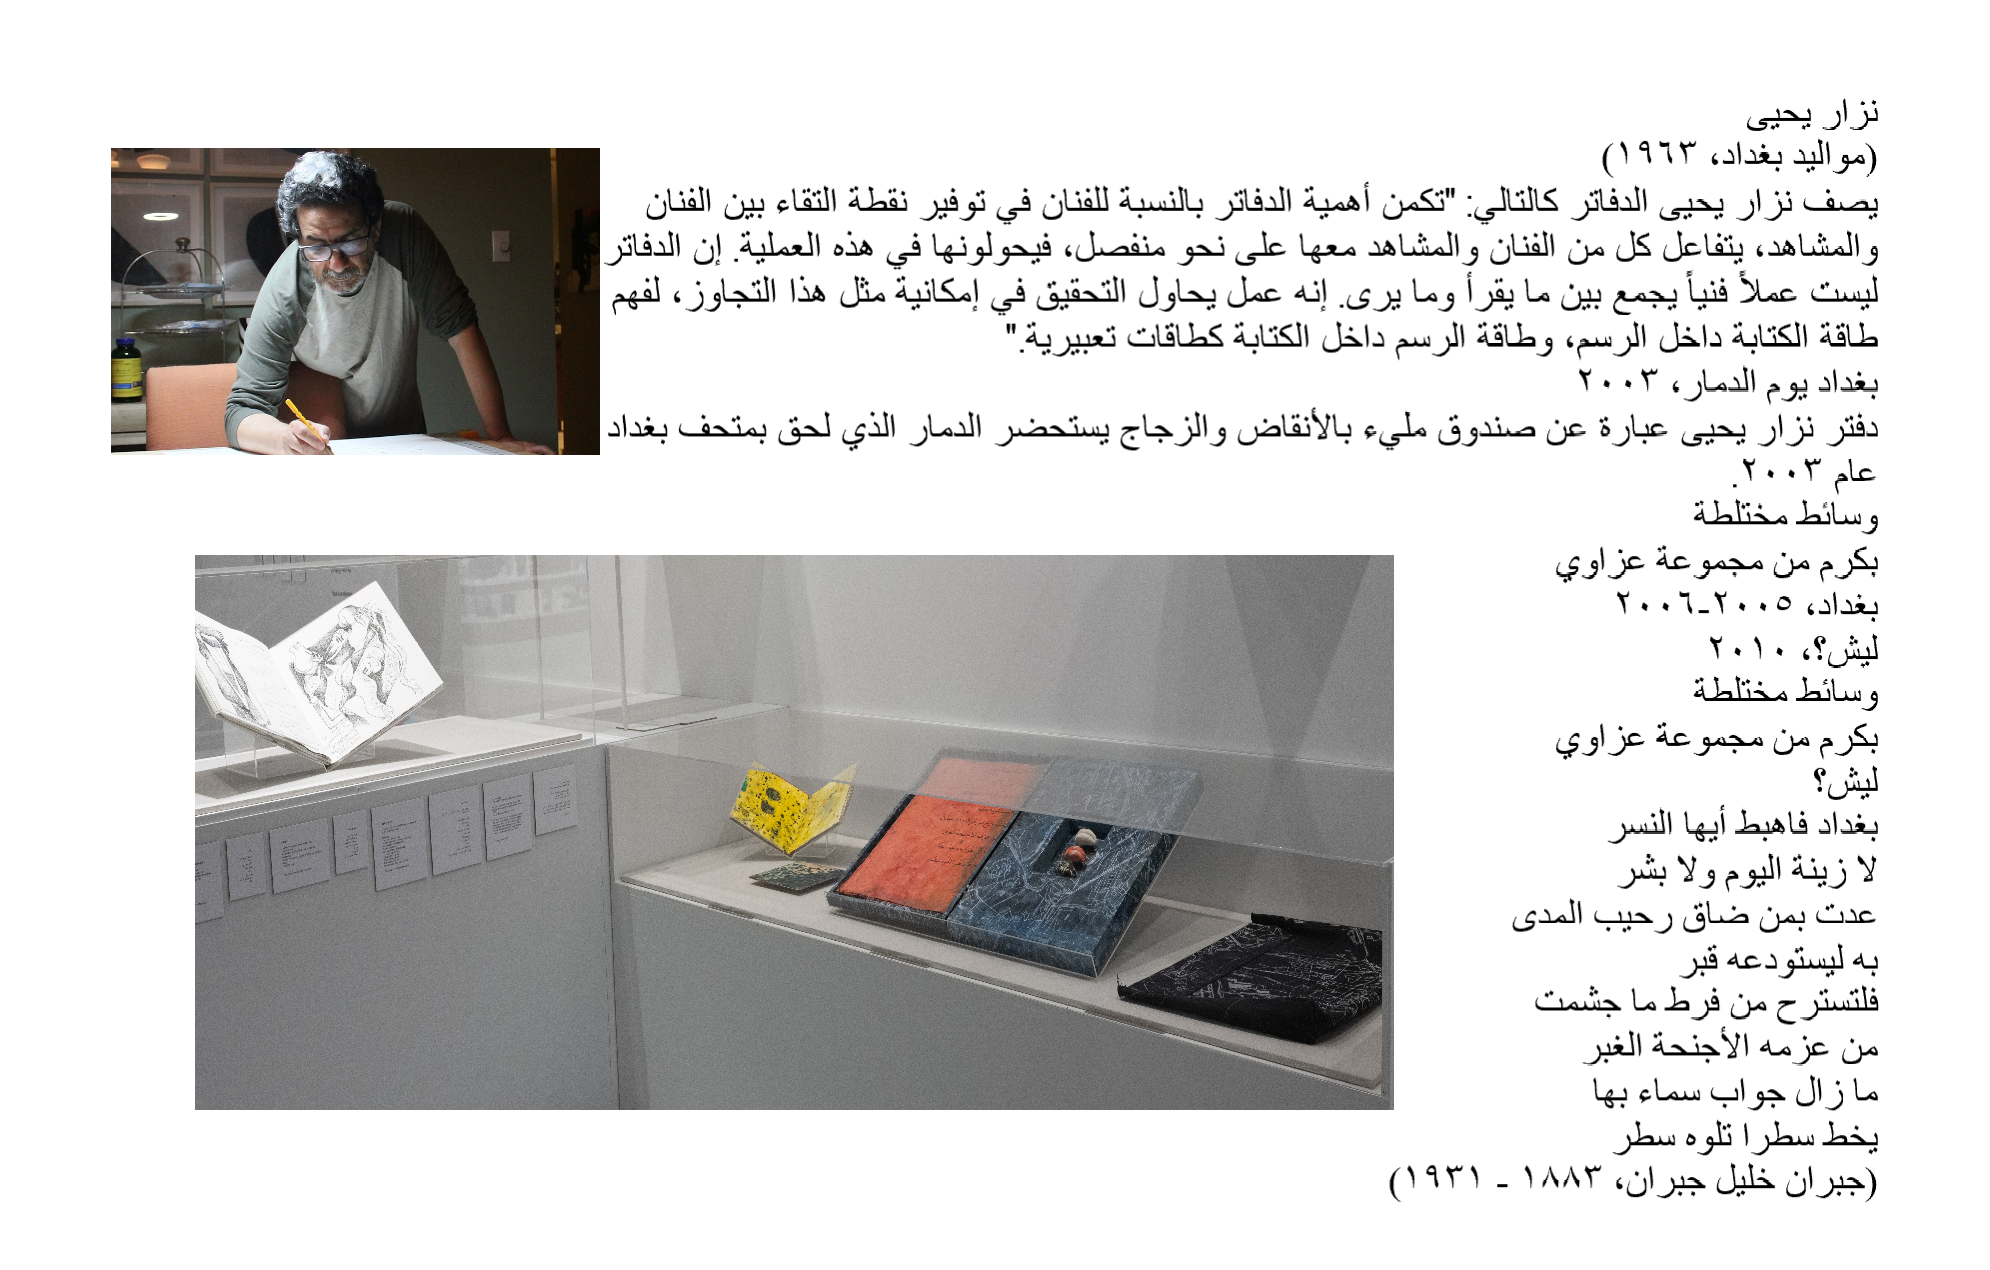 نزار يحيى
(مواليد بغداد، ١٩٦٣)
يصف نزار يحيى الدفاتر كالتالي: "تكمن أهمية الدفاتر بالنسبة للفنان في توفير نقطة التقاء بين الفنان
والمشاهد، يتفاعل كل من الفنان والمشاهد معها على نحو منفصل، فيحولونها في هذه العملية. إن الدفاتر
ليست عملاً فنياً يجمع بين ما يقرأ وما يرى. إنه عمل يحاول التحقيق في إمكانية مثل هذا التجاوز، لفهم
طاقة الكتابة داخل الرسم، وطاقة الرسم داخل الكتابة كطاقات تعبيرية."
بغداد يوم الدمار، ٢٠٠٣
دفتر نزار يحيى عبارة عن صندوق مليء بالأنقاض والزجاج يستحضر الدمار الذي لحق بمتحف بغداد
عام ٢٠٠٣.
وسائط مختلطة
بكرم من مجموعة عزاوي
بغداد، ٢٠٠٥-٢٠٠٦
ليش؟، ٢٠١٠
وسائط مختلطة
بكرم من مجموعة عزاوي
ليش؟
بغداد فاهبط أيها النسر
لا زينة اليوم ولا بشر
عدت بمن ضاق رحيب المدى
به ليستودعه قبر
فلتسترح من فرط ما جشمت
من عزمه الأجنحة الغبر
ما زال جواب سماء بها
يخط سطرا تلوه سطر
(جبران خليل جبران، ١٨٨٣ - ١٩٣١)